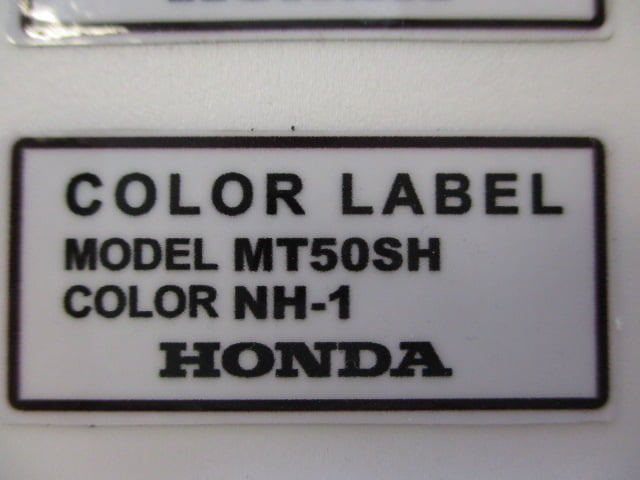 COLOR LABEL
MODEL MT50SH
COLOR NH-1
HONDA